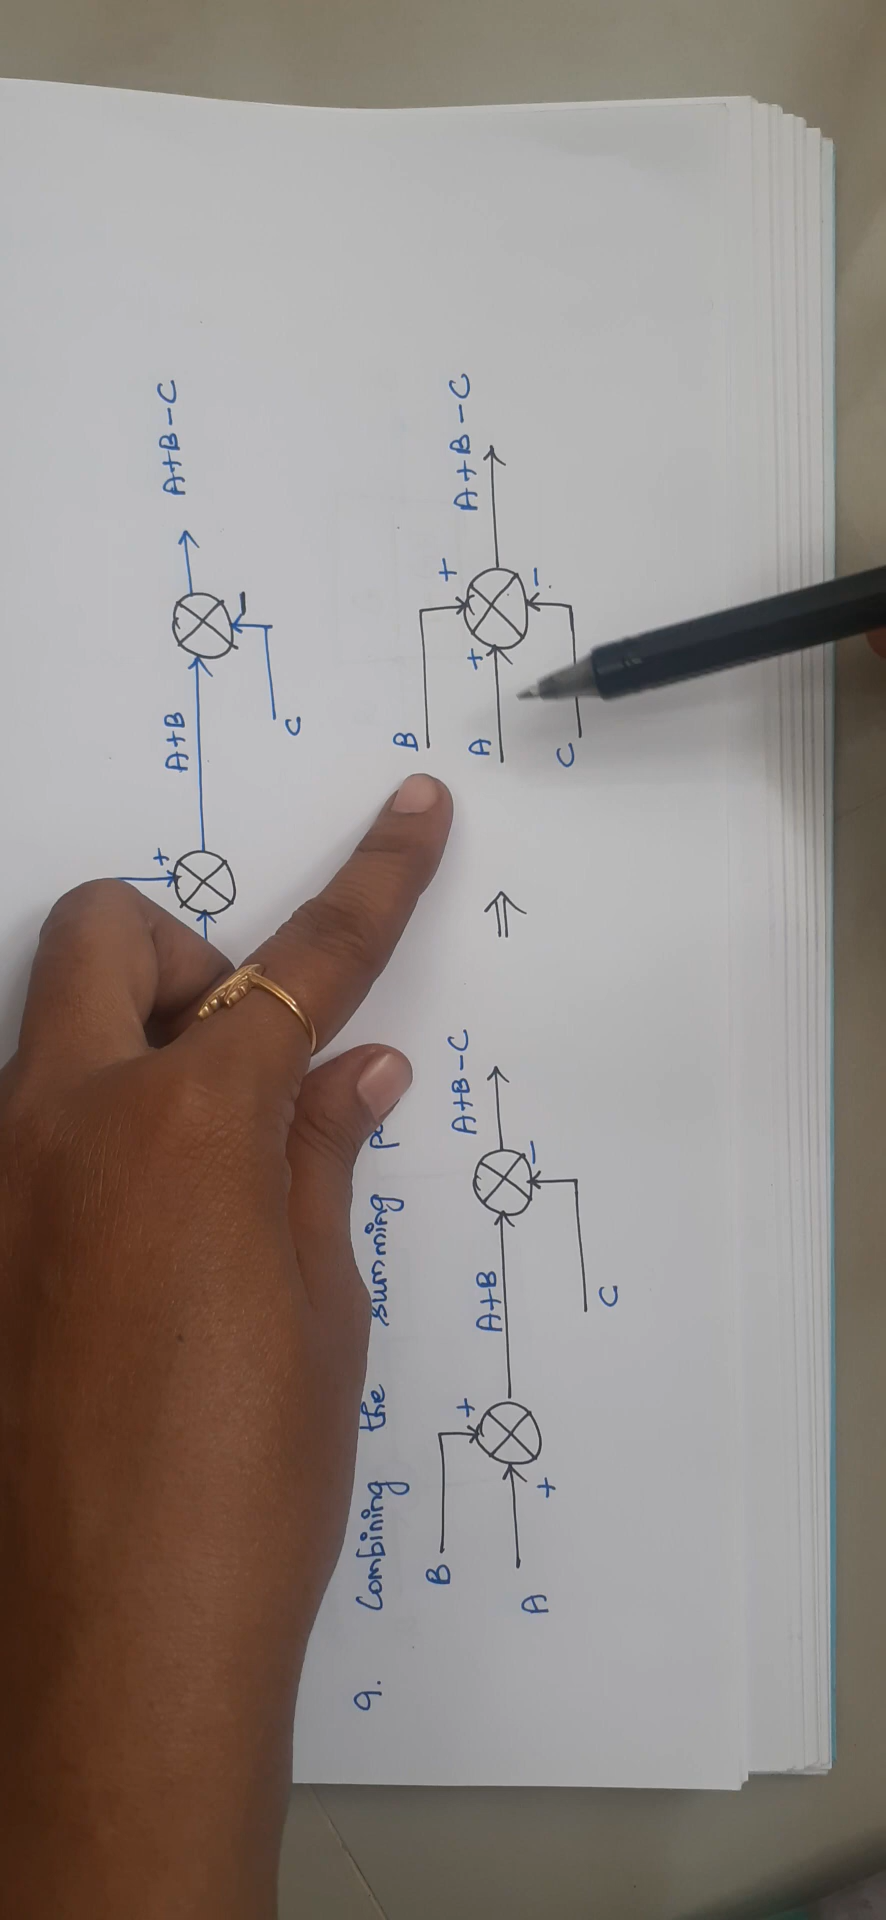 + A+B A+B-C
-
C
9. Combining the summing
B + A+B A+B-C ⇒ B + A+B-C
A + - A + -
C C